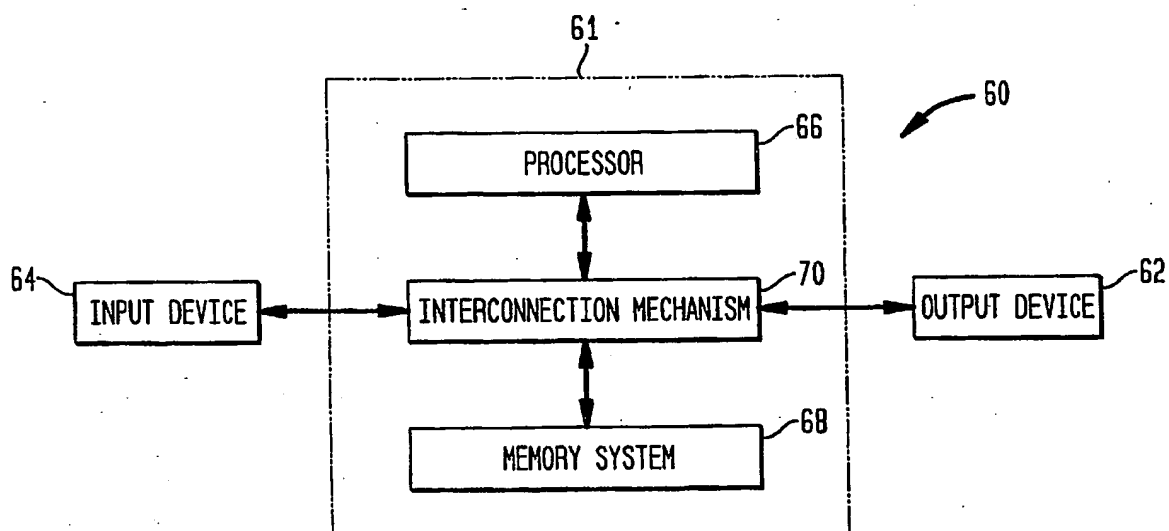 61
60
66
PROCESSOR
64
70
62
INPUT DEVICE
INTERCONNECTION MECHANISM
OUTPUT DEVICE
68
MEMORY SYSTEM